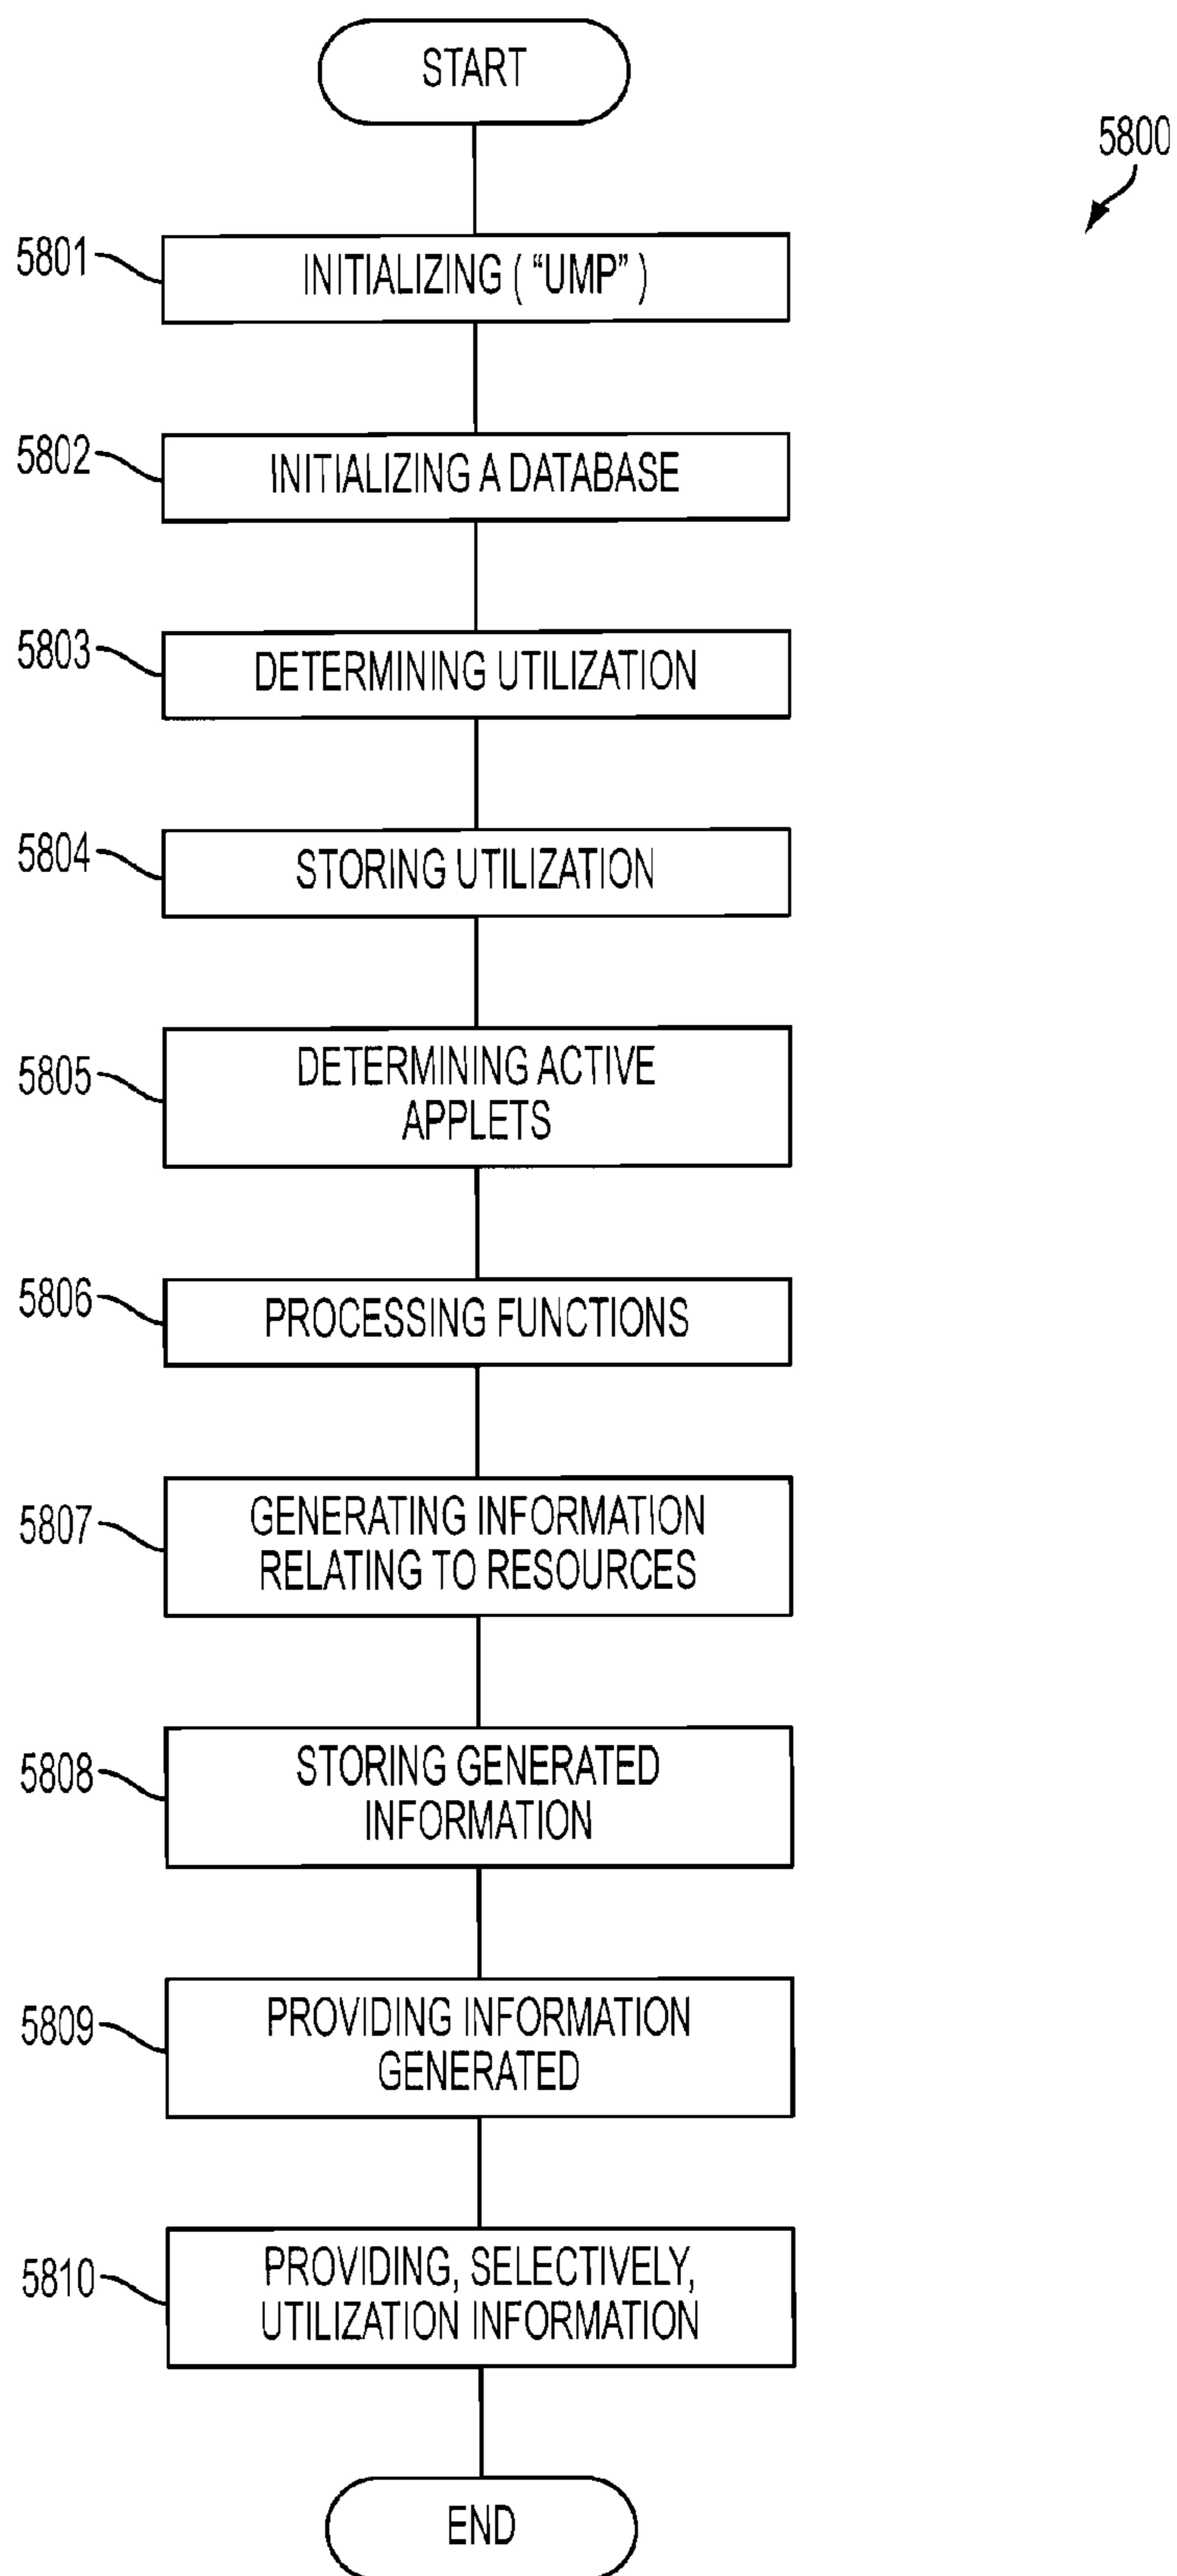 START
5800
5801
INITIALIZING ( “UMP” )
5802
INITIALIZING A DATABASE
5803
DETERMINING UTILIZATION
5804
STORING UTILIZATION
5805
DETERMINING ACTIVE
APPLETS
5806
PROCESSING FUNCTIONS
5807
GENERATING INFORMATION
RELATING TO RESOURCES
5808
STORING GENERATED
INFORMATION
5809
PROVIDING INFORMATION
GENERATED
5810
PROVIDING, SELECTIVELY,
UTILIZATION INFORMATION
END